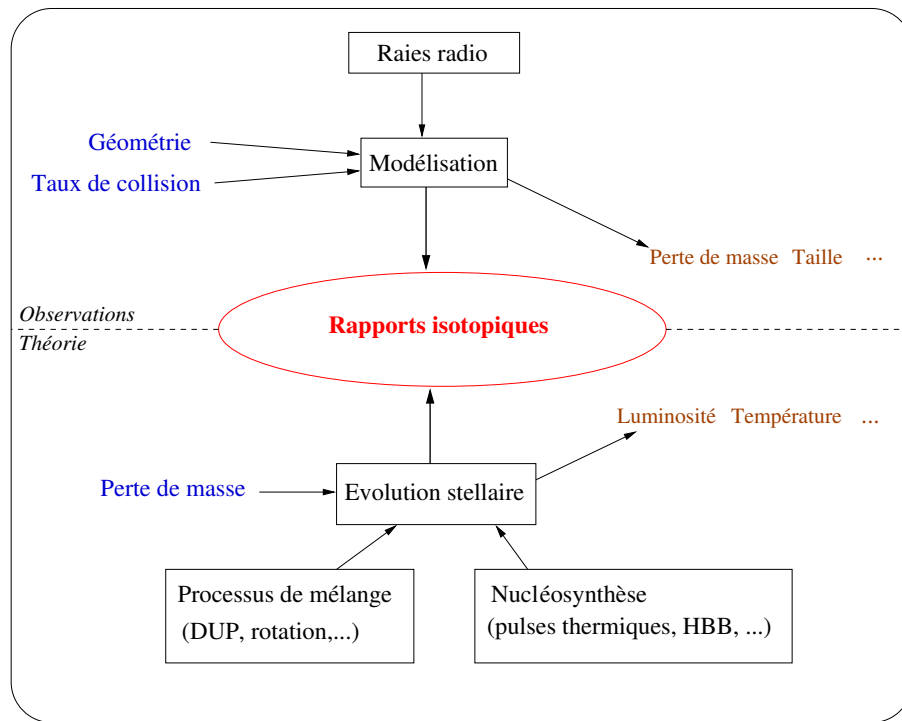 Raies radio
Géométrie
Modélisation
Taux de collision
Perte de masse Taille ...
Observations
Rapports isotopiques
Théorie
Luminosité Température ...
Perte de masse
Evolution stellaire
Processus de mélange
(DUP, rotation,...)
Nucléosynthèse
(pulses thermiques, HBB, ...)